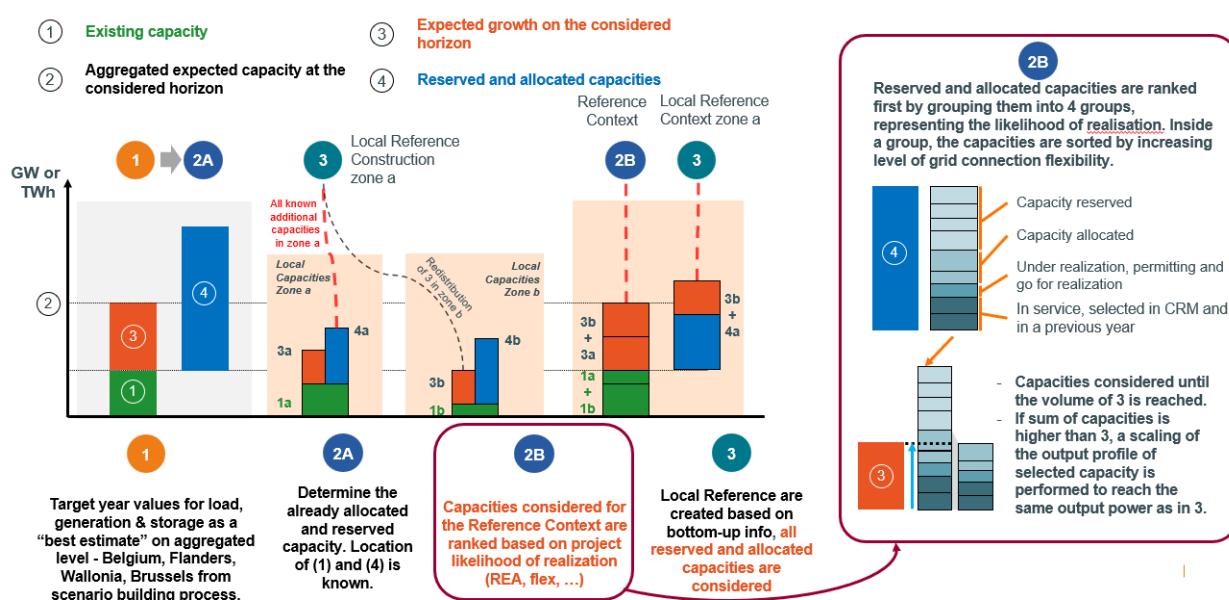 1
Existing capacity
2
Aggregated expected capacity at the
considered horizon
3
Expected growth on the considered
horizon
4
Reserved and allocated capacities
1
2A
3
Local Reference
Construction
zone a
Reference
Context
2B
Local Reference
Context zone a
3
GW or
TWh
2
3
1
4
All known
additional
capacities
in zone a
Local
Capacities
Zone a
3a
4a
1a
Redistribution
of 3 in zone b
Local
Capacities
Zone b
3b
4b
1b
3b
+
3a
1a
+
1b
3b
+
4a
1
Target year values for load,
generation & storage as a
“best estimate” on aggregated
level - Belgium, Flanders,
Wallonia, Brussels from
scenario building process.
2A
Determine the
already allocated
and reserved
capacity. Location
of (1) and (4) is
known.
2B
Capacities considered for
the Reference Context are
ranked based on project
likelihood of realization
(REA, flex, …)
3
Local Reference are
created based on
bottom-up info, all
reserved and allocated
capacities are
considered
2B
Reserved and allocated capacities are ranked
first by grouping them into 4 groups,
representing the likelihood of realisation. Inside
a group, the capacities are sorted by increasing
level of grid connection flexibility.
4
Capacity reserved
Capacity allocated
Under realization, permitting and
go for realization
In service, selected in CRM and
in a previous year
3
- Capacities considered until
the volume of 3 is reached.
- If sum of capacities is
higher than 3, a scaling of
the output profile of
selected capacity is
performed to reach the
same output power as in 3.